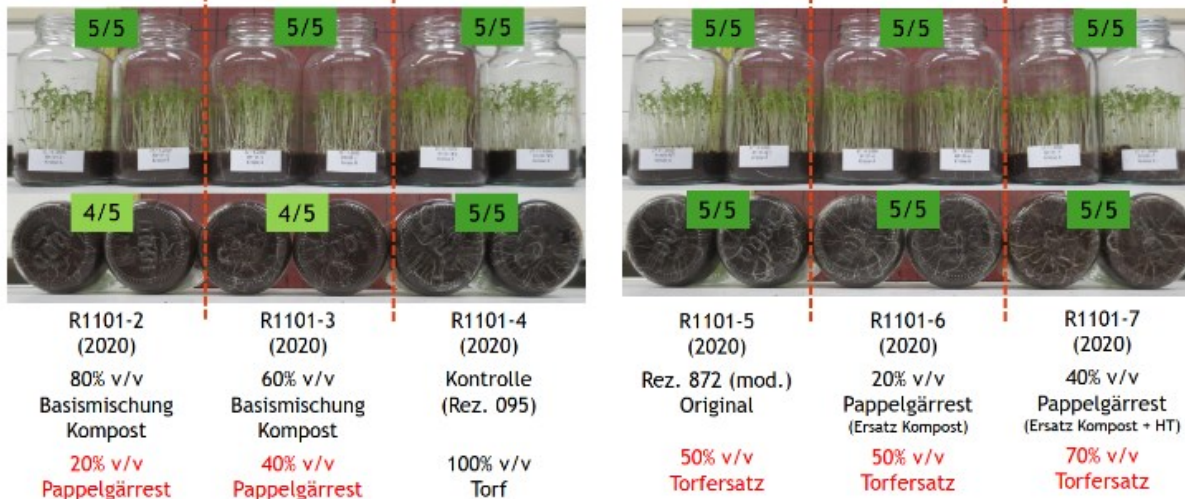 5/5 5/5 5/5 5/5 5/5 5/5
4/5 4/5 5/5 5/5 5/5 5/5
R1101-2 R1101-3 R1101-4 R1101-5 R1101-6 R1101-7
(2020) (2020) (2020) (2020) (2020) (2020)
80% v/v 60% v/v Kontrolle Rez. 872 (mod.) 20% v/v 40% v/v
Basismischung Basismischung (Rez. 095) Original Pappelgärrest Pappelgärrest
Kompost Kompost (Ersatz Kompost) (Ersatz Kompost + HT)
20% v/v 40% v/v 100% v/v 50% v/v 50% v/v 70% v/v
Pappelgärrest Pappelgärrest Torf Torfersatz Torfersatz Torfersatz